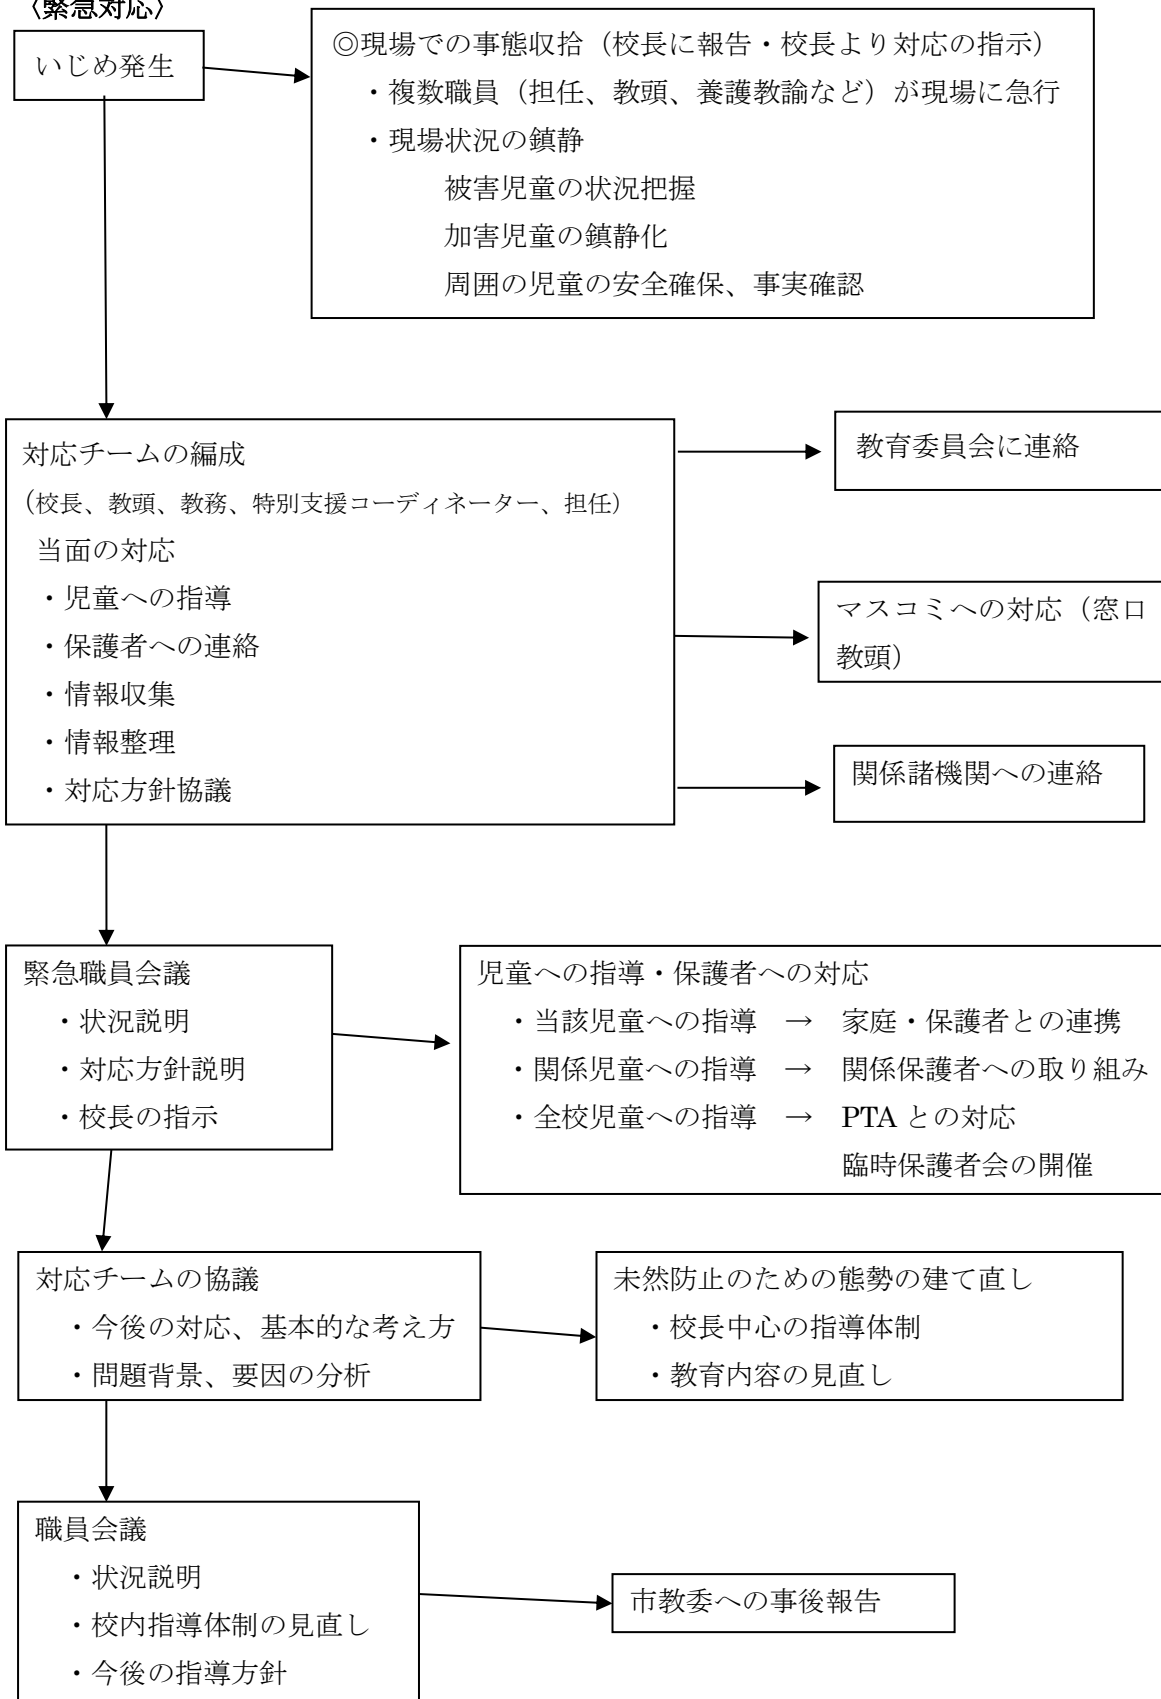 〈緊急対応〉
いじめ発生
◎現場での事態収拾（校長に報告・校長より対応の指示）
・複数職員（担任、教頭、養護教諭など）が現場に急行
・現場状況の鎮静
被害児童の状況把握
加害児童の鎮静化
周囲の児童の安全確保、事実確認
対応チームの編成
（校長、教頭、教務、特別支援コーディネーター、担任）
当面の対応
・児童への指導
・保護者への連絡
・情報収集
・情報整理
・対応方針協議
教育委員会に連絡
マスコミへの対応（窓口
教頭）
関係諸機関への連絡
緊急職員会議
・状況説明
・対応方針説明
・校長の指示
児童への指導・保護者への対応
・当該児童への指導　→　家庭・保護者との連携
・関係児童への指導　→　関係保護者への取り組み
・全校児童への指導　→　PTA との対応
臨時保護者会の開催
対応チームの協議
・今後の対応、基本的な考え方
・問題背景、要因の分析
未然防止のための態勢の建て直し
・校長中心の指導体制
・教育内容の見直し
職員会議
・状況説明
・校内指導体制の見直し
・今後の指導方針
市教委への事後報告